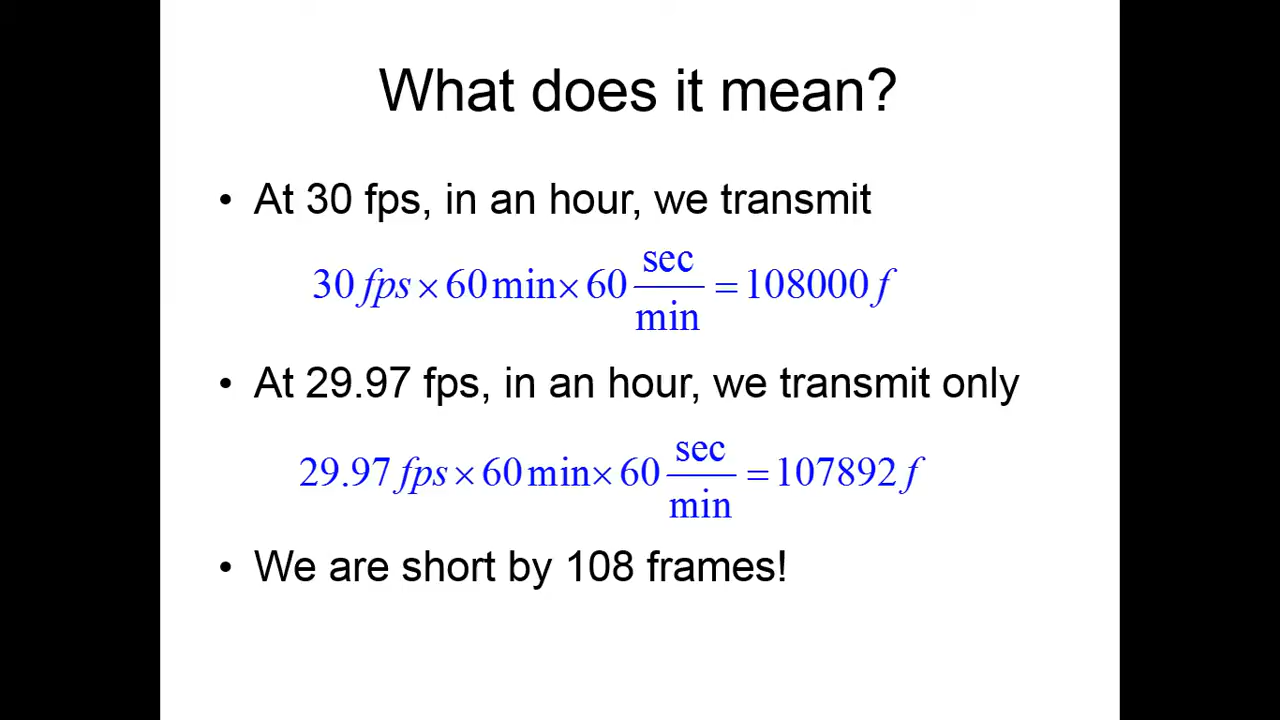 What does it mean?
• At 30 fps, in an hour, we transmit
30 fps × 60 min × 60 sec/min = 108000 f
• At 29.97 fps, in an hour, we transmit only
29.97 fps × 60 min × 60 sec/min = 107892 f
• We are short by 108 frames!